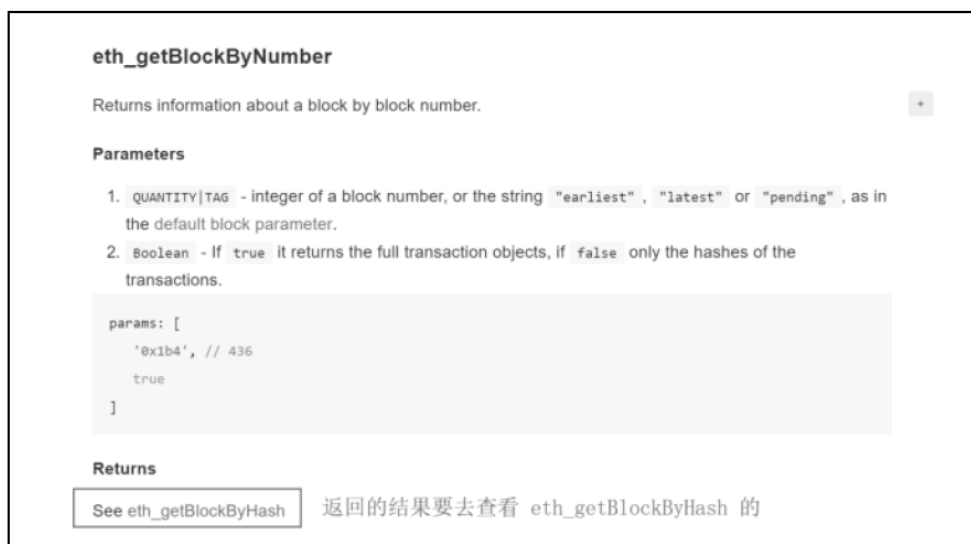 eth_getBlockByNumber
Returns information about a block by block number.
+
Parameters
1. QUANTITY|TAG - integer of a block number, or the string "earliest", "latest" or "pending", as in
the default block parameter.
2. Boolean - If true it returns the full transaction objects, if false only the hashes of the
transactions.
params: [
'0x1b4', // 436
true
]
Returns
See eth_getBlockByHash 返回的结果要去查看 eth_getBlockByHash 的